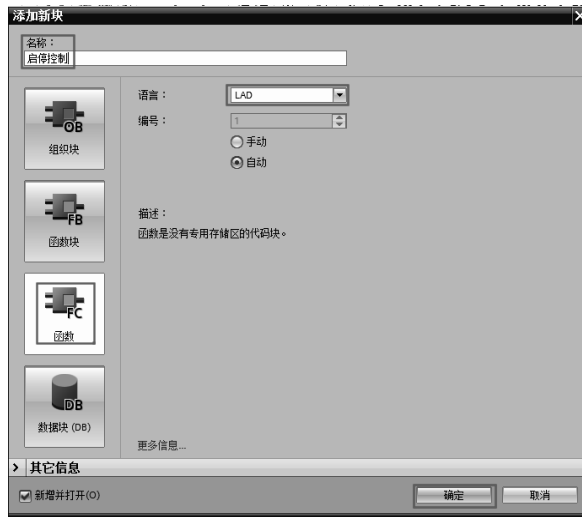 添加新块
名称：
启停控制
OB
组织块
FB
函数块
FC
函数
DB
数据块 (DB)
语言：
LAD
编号：
1
手动
自动
描述：
函数是没有专用存储区的代码块。
更多信息...
其它信息
新增并打开(O)
确定
取消